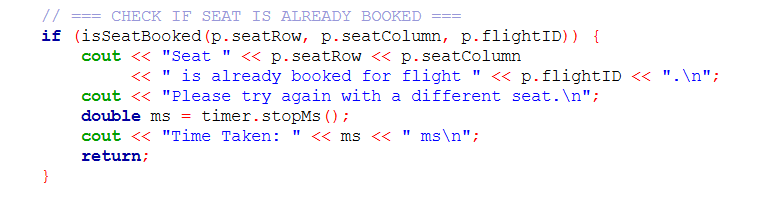 // === CHECK IF SEAT IS ALREADY BOOKED ===
if (isSeatBooked(p.seatRow, p.seatColumn, p.flightID)) {
    cout << "Seat " << p.seatRow << p.seatColumn
         << " is already booked for flight " << p.flightID << ".\n";
    cout << "Please try again with a different seat.\n";
    double ms = timer.stopMs();
    cout << "Time Taken: " << ms << " ms\n";
    return;
}